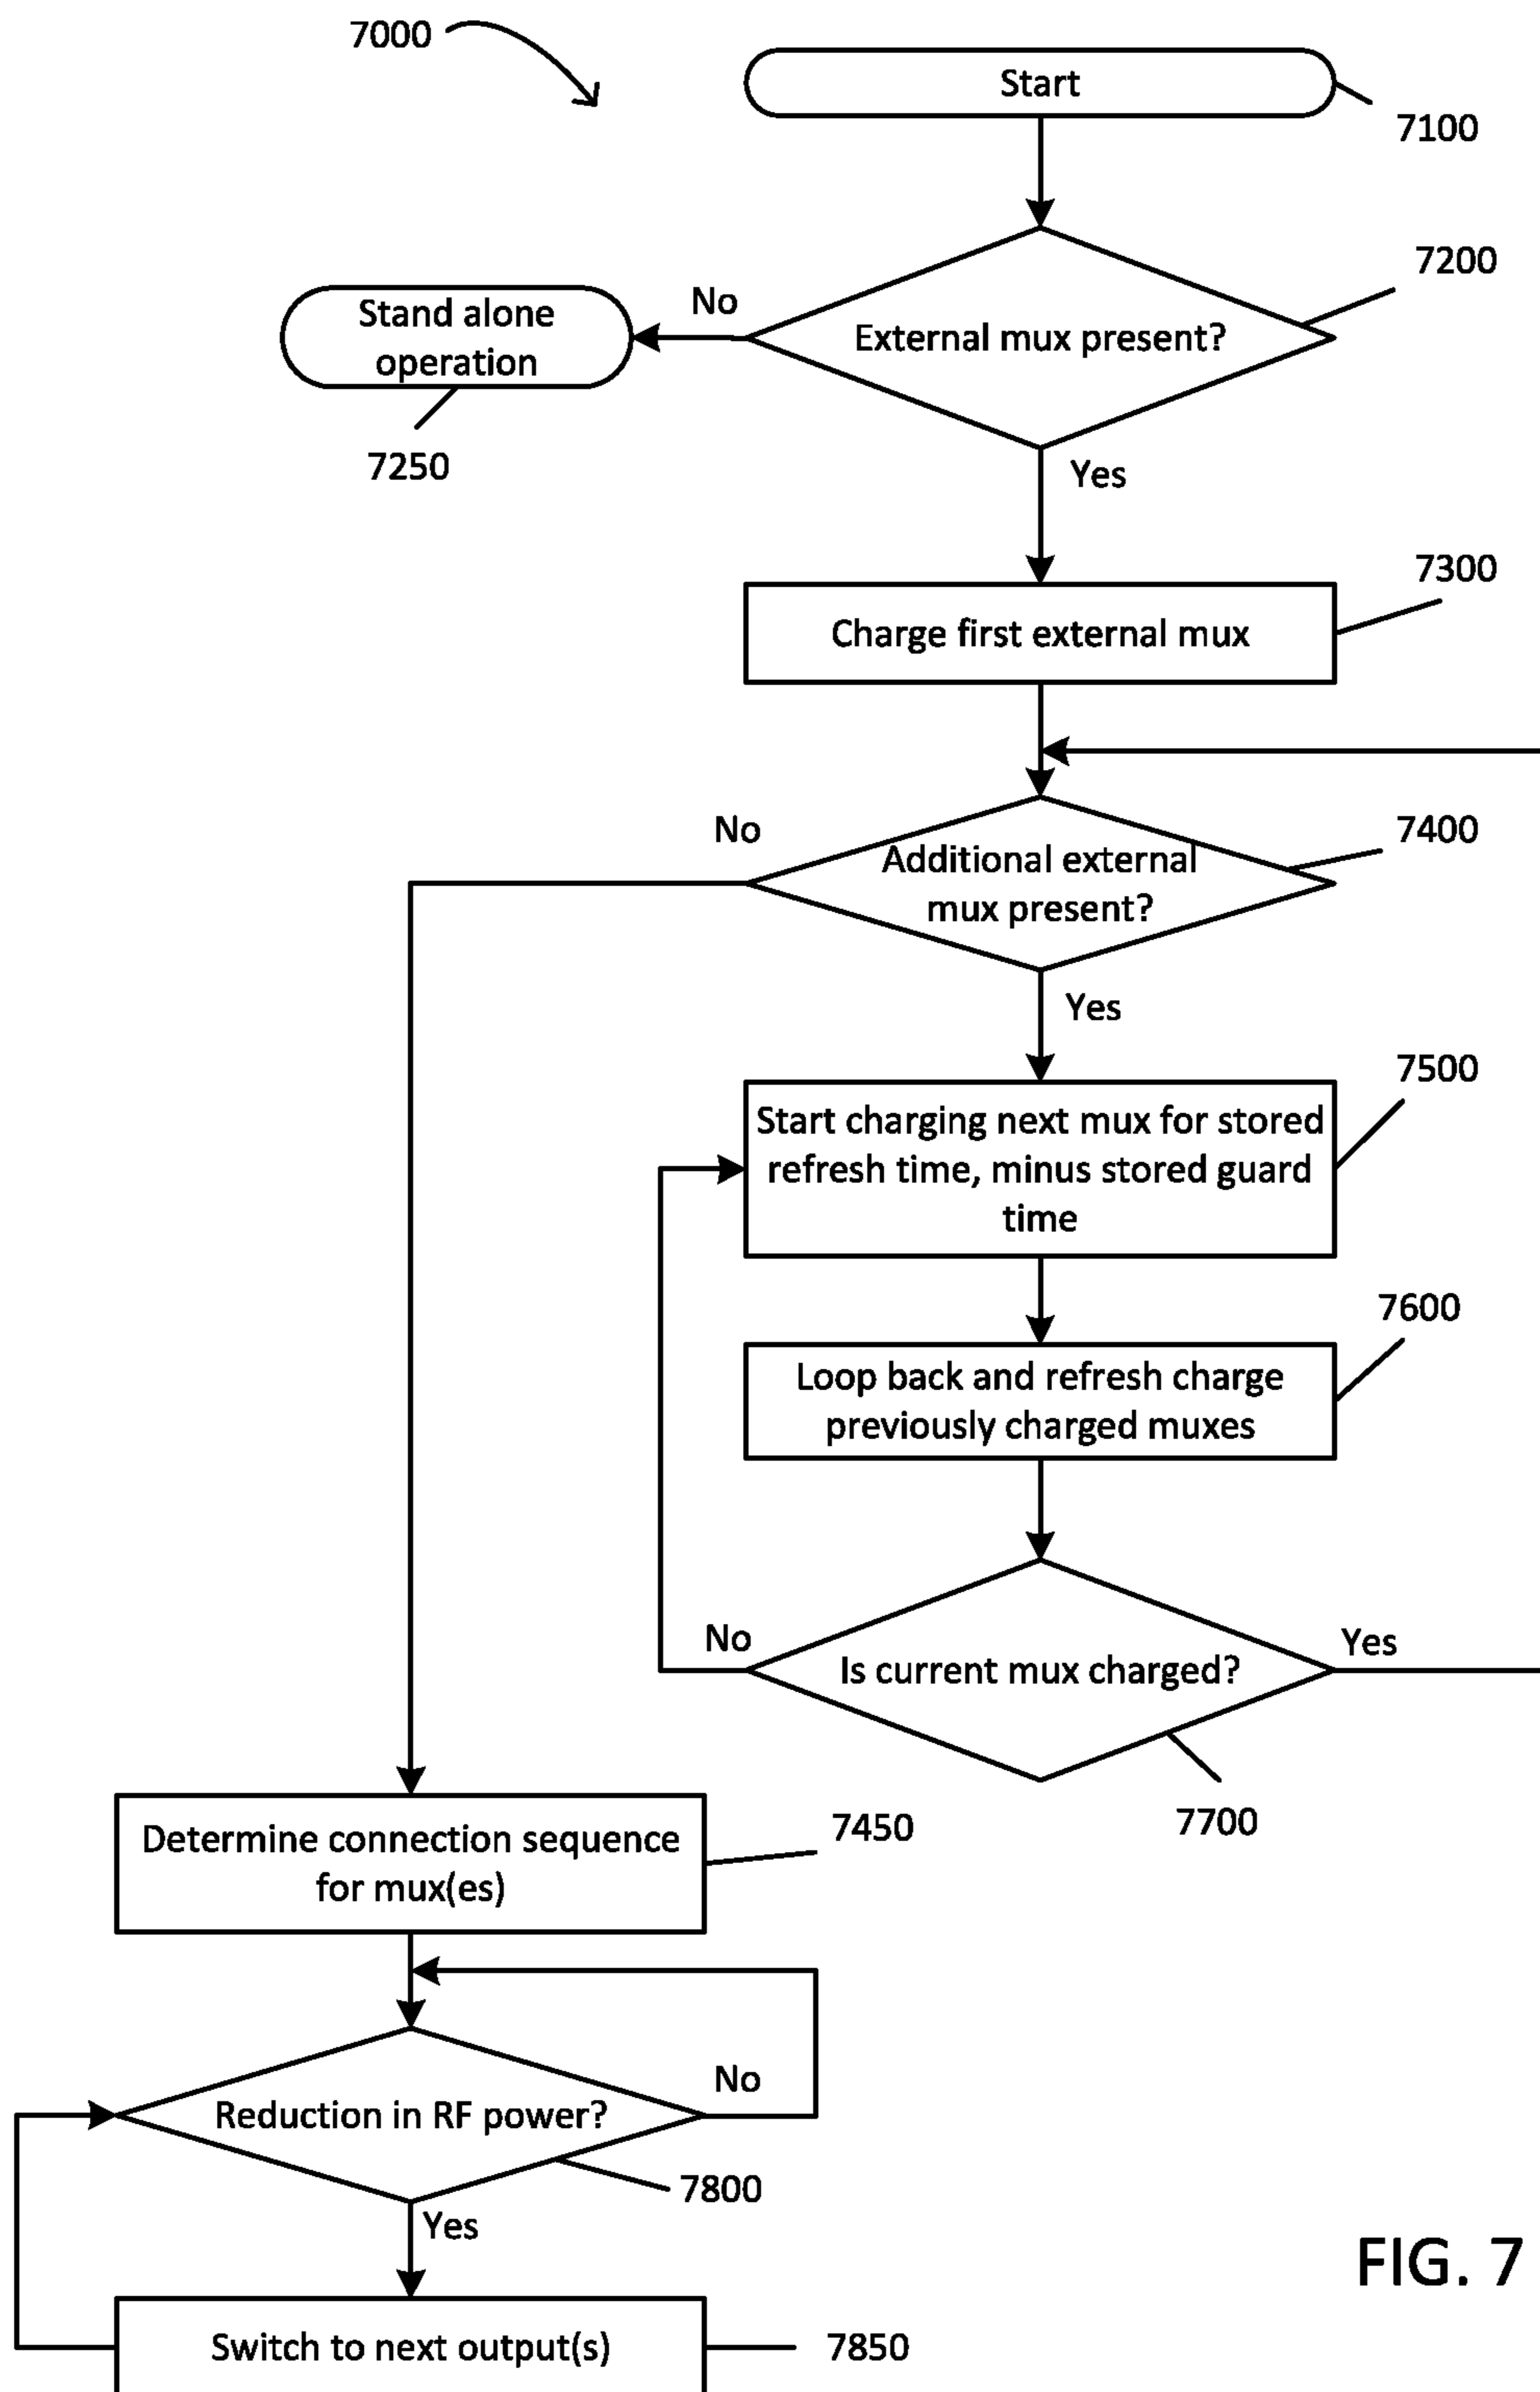 7000
Start
7100
7200
No
Stand alone
operation
External mux present?
7250
Yes
7300
Charge first external mux
No
7400
Additional external
mux present?
Yes
7500
Start charging next mux for stored
refresh time, minus stored guard
time
7600
Loop back and refresh charge
previously charged muxes
No
Yes
Is current mux charged?
7700
7450
Determine connection sequence
for mux(es)
No
Reduction in RF power?
7800
Yes
FIG. 7
Switch to next output(s)
7850